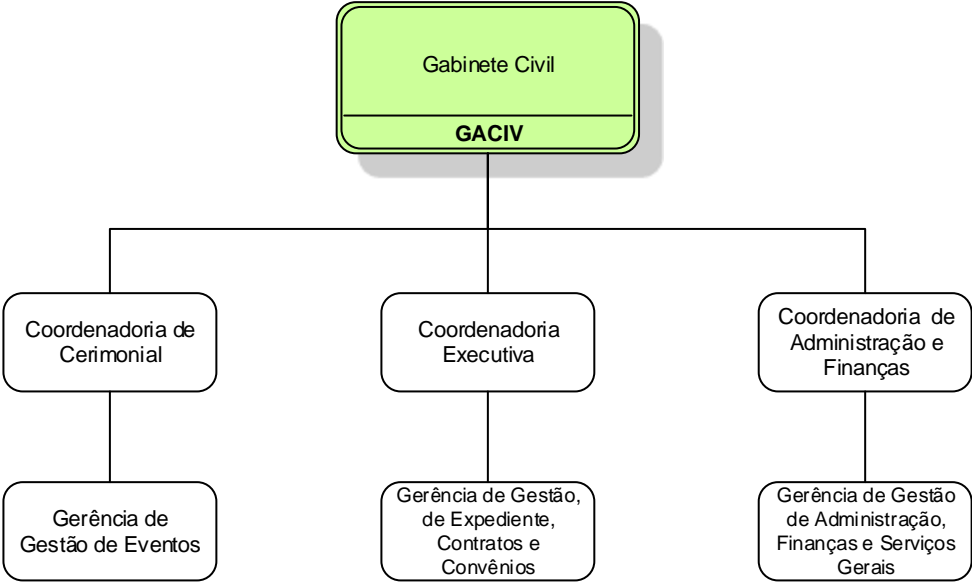 Gabinete Civil
GACIV
Coordenadoria de
Cerimonial
Coordenadoria
Executiva
Coordenadoria de
Administração e
Finanças
Gerência de
Gestão de Eventos
Gerência de Gestão,
de Expediente,
Contratos e
Convênios
Gerência de Gestão
de Administração,
Finanças e Serviços
Gerais